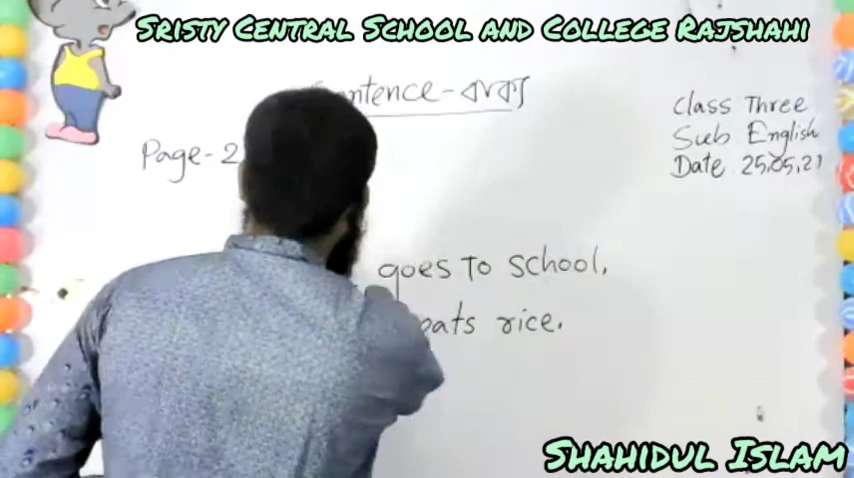 SRISTY CENTRAL SCHOOL AND COLLEGE RAJSHAHI
Sentence - বাক্য
Class Three
Sub English
Date 25.05.21
Page - 2
goes to school.
eats rice.
SHAHIDUL ISLAM